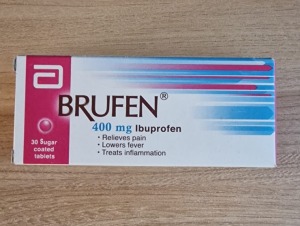 BRUFEN®
400 mg Ibuprofen
• Relieves pain
• Lowers fever
• Treats inflammation
30 Sugar
coated
tablets